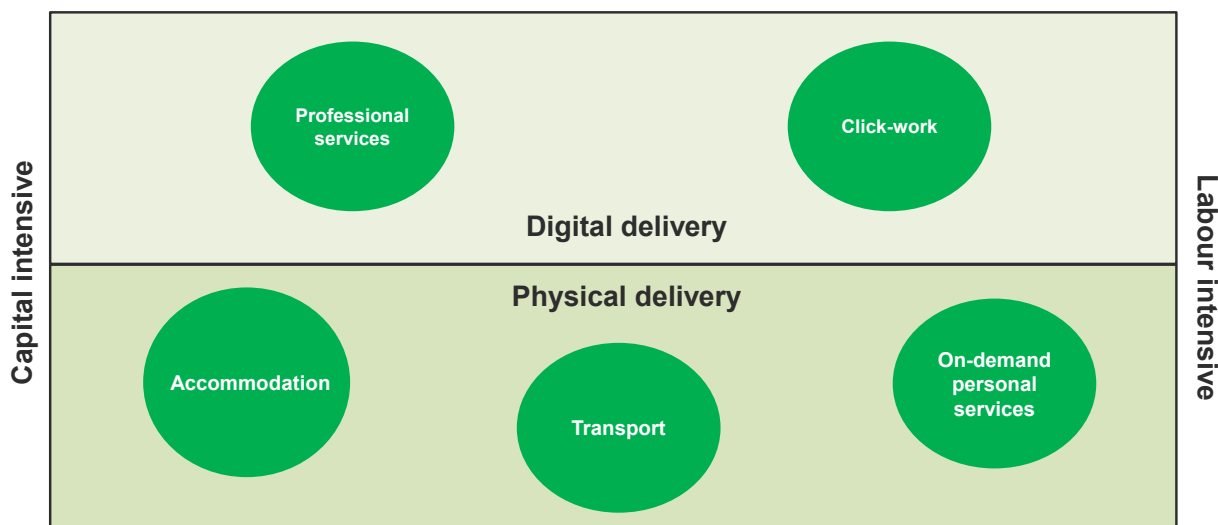 Capital intensive
Professional
services
Click-work
Digital delivery
Physical delivery
Accommodation
Transport
On-demand
personal
services
Labour intensive